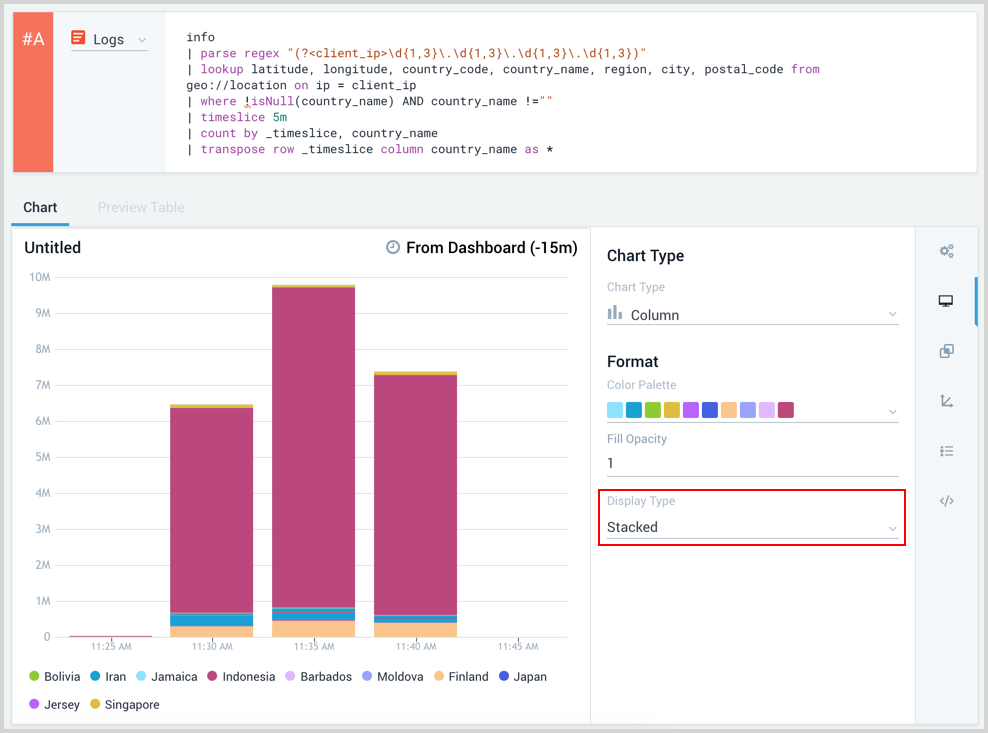 #A
Logs
info
| parse regex "(?<client_ip>\d{1,3}\.\d{1,3}\.\d{1,3}\.\d{1,3})"
| lookup latitude, longitude, country_code, country_name, region, city, postal_code from
geo://location on ip = client_ip
| where !isNull(country_name) AND country_name !=""
| timeslice 5m
| count by _timeslice, country_name
| transpose row _timeslice column country_name as *
Chart
Preview Table
Untitled
From Dashboard (-15m)
10M
9M
8M
7M
6M
5M
4M
3M
2M
1M
0
11:25 AM
11:30 AM
11:35 AM
11:40 AM
11:45 AM
Bolivia
Iran
Jamaica
Indonesia
Barbados
Moldova
Finland
Japan
Jersey
Singapore
Chart Type
Chart Type
Column
Format
Color Palette
Fill Opacity
1
Display Type
Stacked